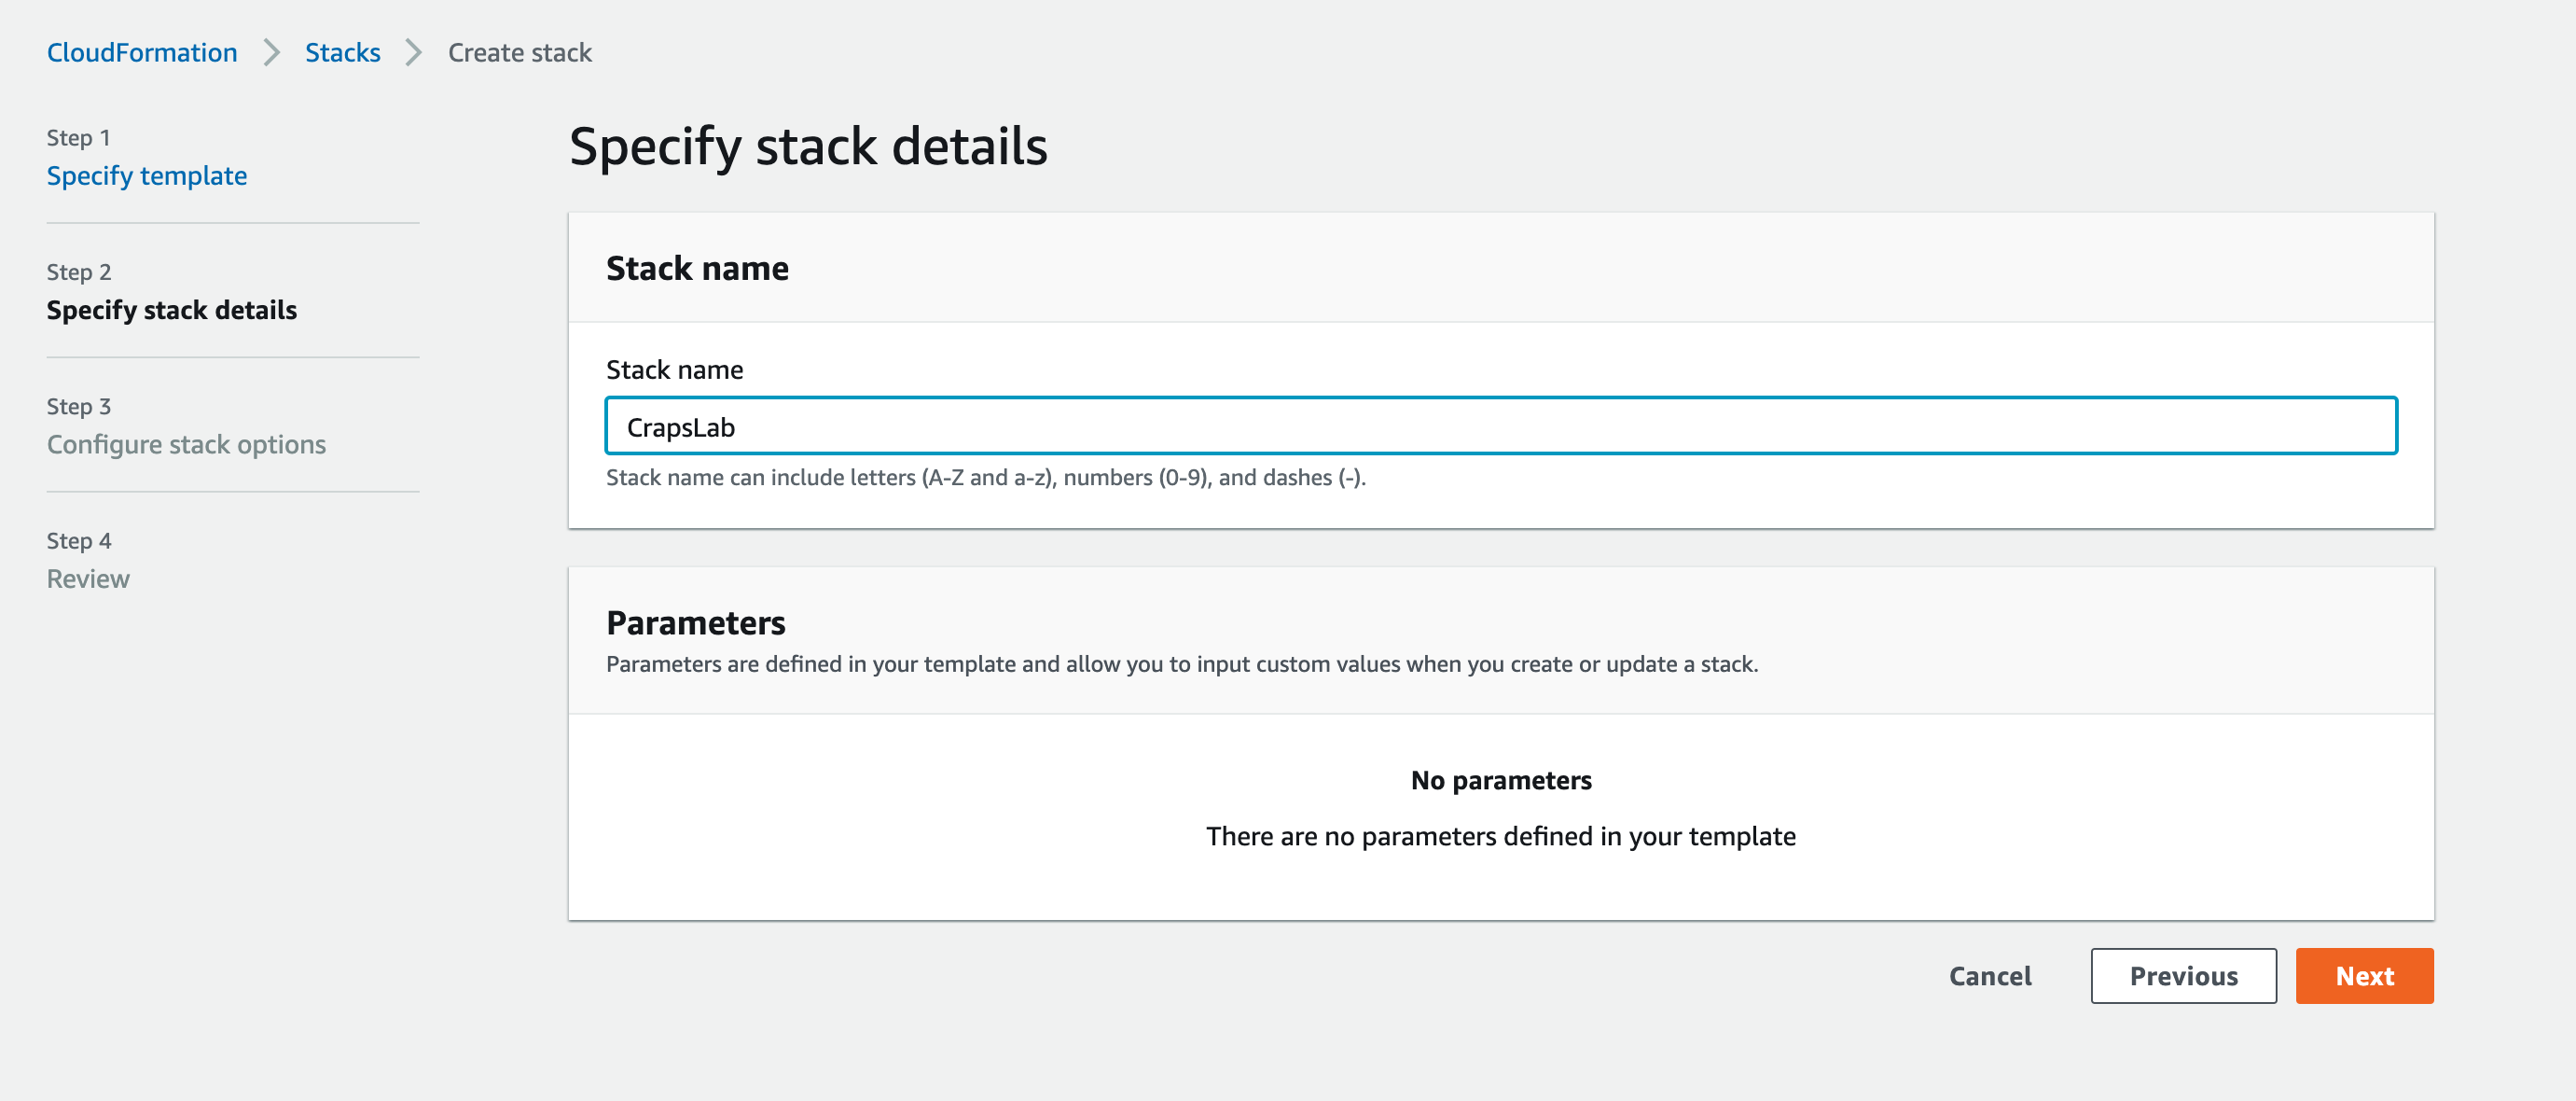 CloudFormation > Stacks > Create stack
Step 1
Specify template
Step 2
Specify stack details
Step 3
Configure stack options
Step 4
Review
Specify stack details
Stack name
Stack name
CrapsLab
Stack name can include letters (A-Z and a-z), numbers (0-9), and dashes (-).
Parameters
Parameters are defined in your template and allow you to input custom values when you create or update a stack.
No parameters
There are no parameters defined in your template
Cancel Previous Next